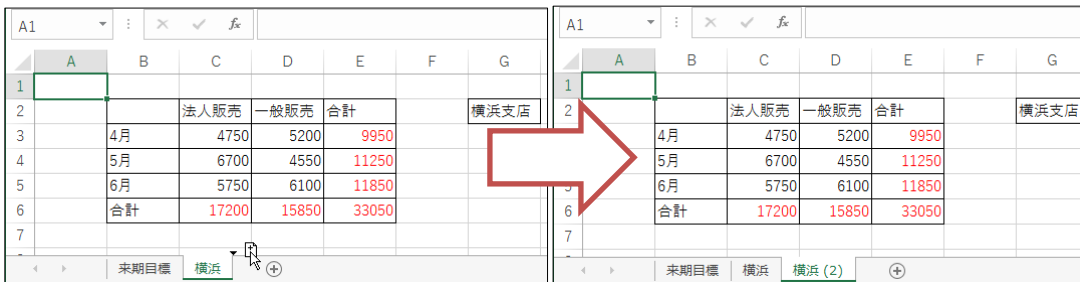 A1 fx
A B C D E F G
1
2 法人販売 一般販売 合計 横浜支店
3 4月 4750 5200 9950
4 5月 6700 4550 11250
5 6月 5750 6100 11850
6 合計 17200 15850 33050
7
来期目標 横浜
A1 fx
A B C D E F G
1
2 法人販売 一般販売 合計 横浜支店
3 4月 4750 5200 9950
4 5月 6700 4550 11250
5 6月 5750 6100 11850
6 合計 17200 15850 33050
7
来期目標 横浜 横浜 (2)